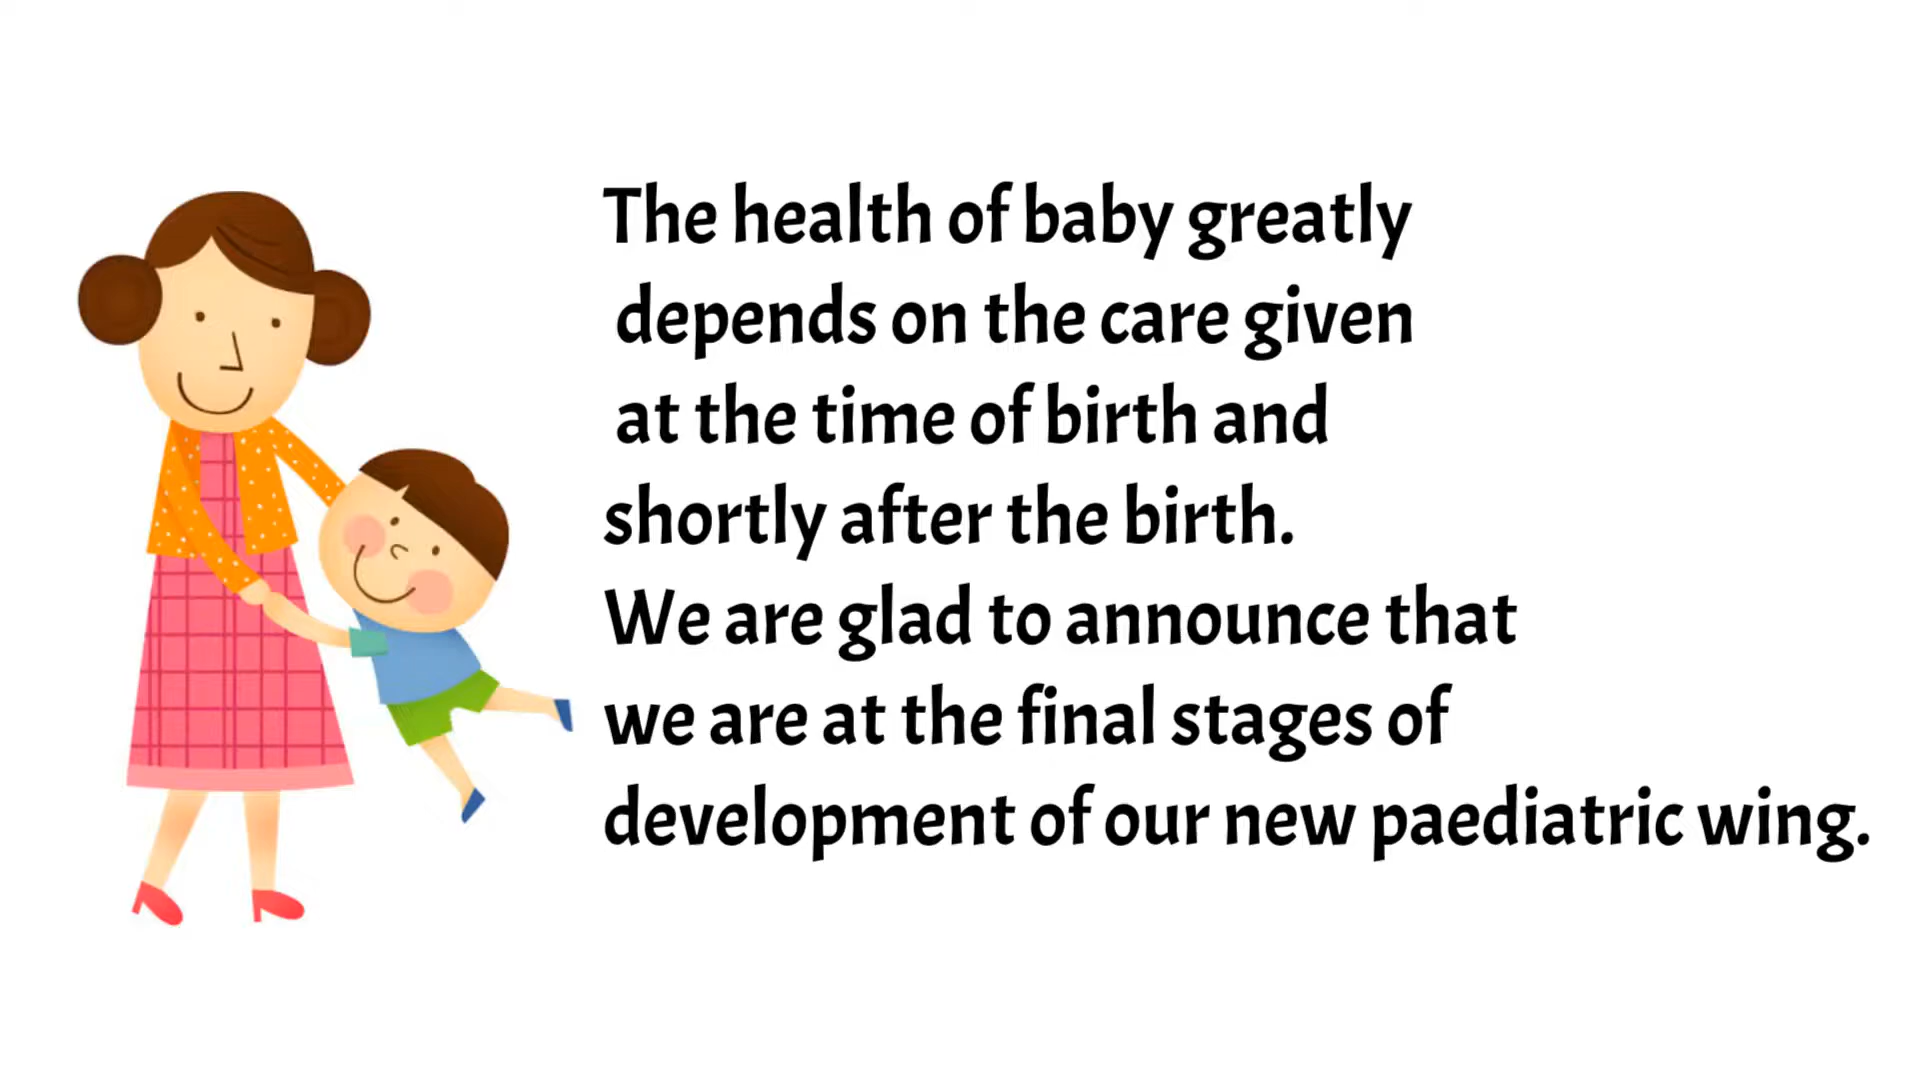 The health of baby greatly
depends on the care given
at the time of birth and
shortly after the birth.
We are glad to announce that
we are at the final stages of
development of our new paediatric wing.